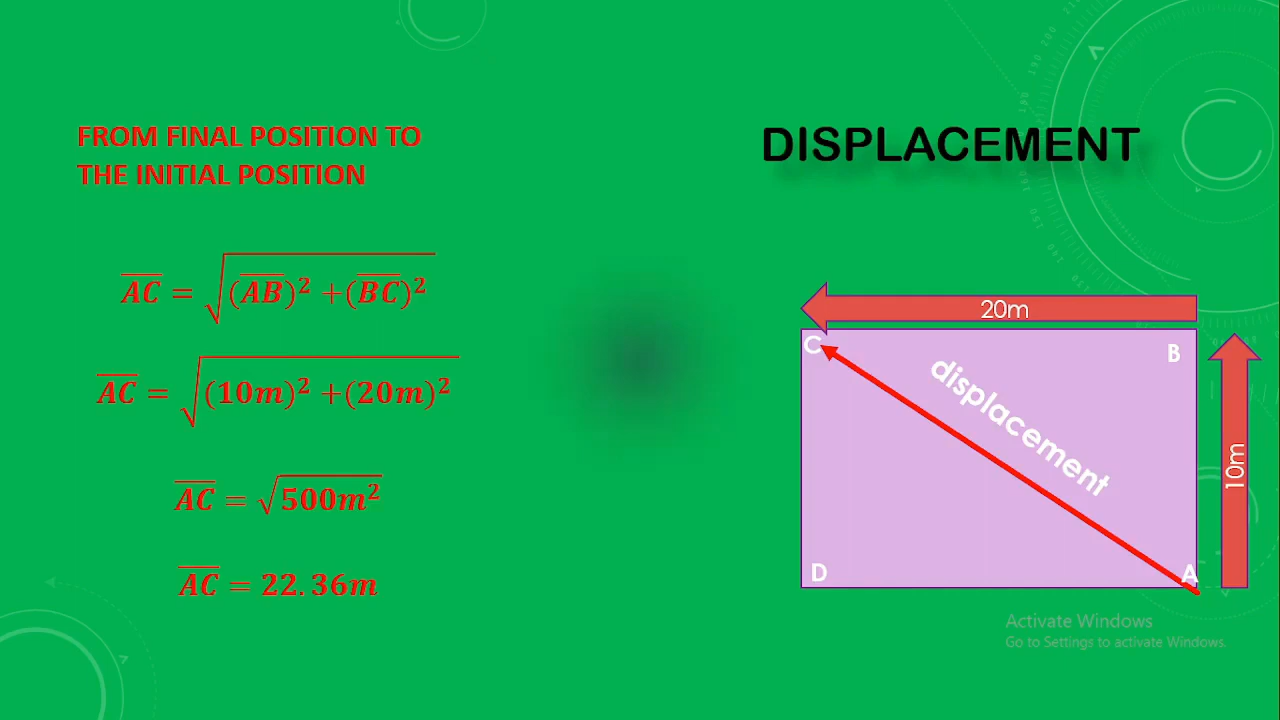 FROM FINAL POSITION TO
THE INITIAL POSITION
AC = √(AB)² +(BC)²
AC = √(10m)² +(20m)²
AC = √500m²
AC = 22.36m
DISPLACEMENT
20m
C
B
displacement
10m
D
A
Activate Windows
Go to Settings to activate Windows.